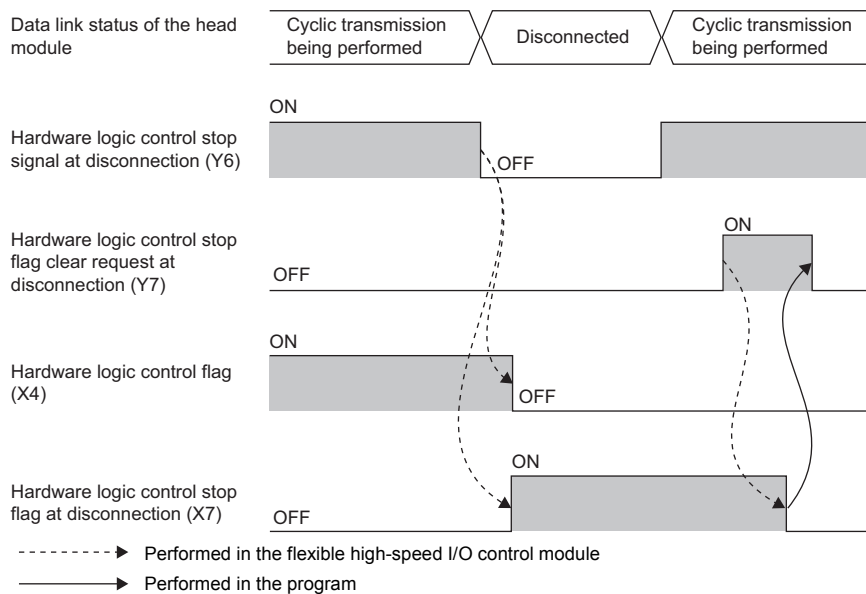 Data link status of the head
module
Cyclic transmission
being performed
Disconnected
Cyclic transmission
being performed
ON
Hardware logic control stop
signal at disconnection (Y6)
OFF
Hardware logic control stop
flag clear request at
disconnection (Y7)
ON
OFF
ON
Hardware logic control flag
(X4)
OFF
ON
Hardware logic control stop
flag at disconnection (X7)
OFF
Performed in the flexible high-speed I/O control module
Performed in the program